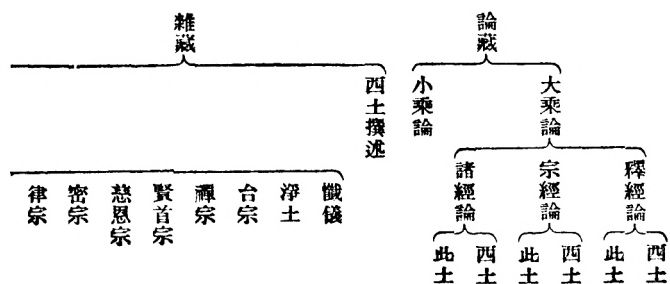 論藏
大乘論
釋經論
西土
此土
宗經論
西土
此土
諸經論
西土
此土
小乘論
雜藏
西土撰述
懺儀
淨土
台宗
禪宗
賢首宗
慈恩宗
密宗
律宗